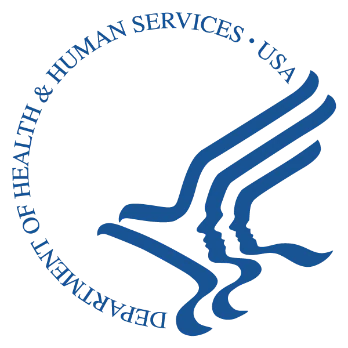 DEPARTMENT OF HEALTH & HUMAN SERVICES • USA